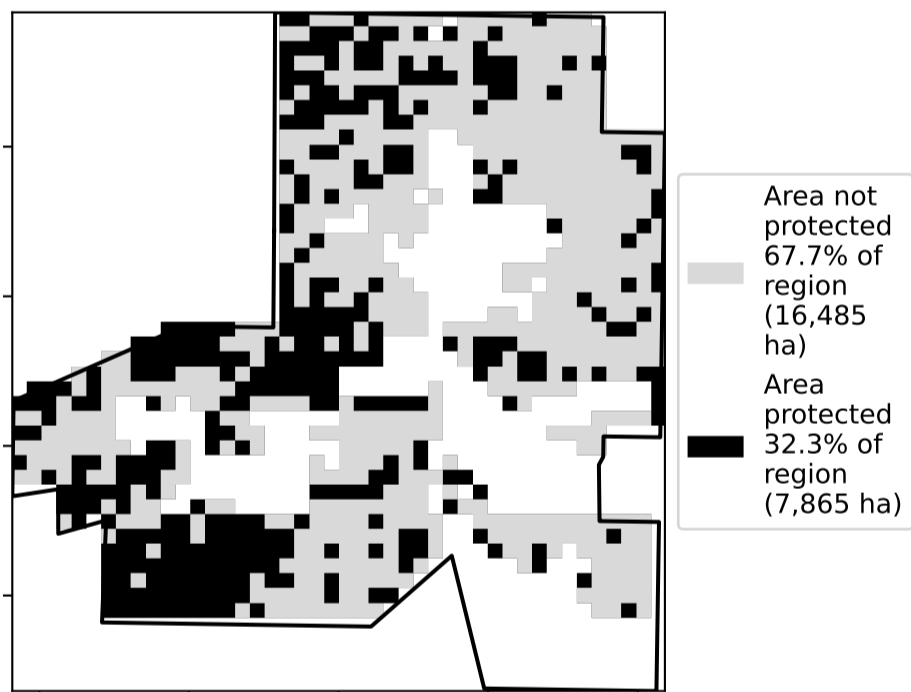 Area not
protected
67.7% of
region
(16,485
ha)
Area
protected
32.3% of
region
(7,865 ha)